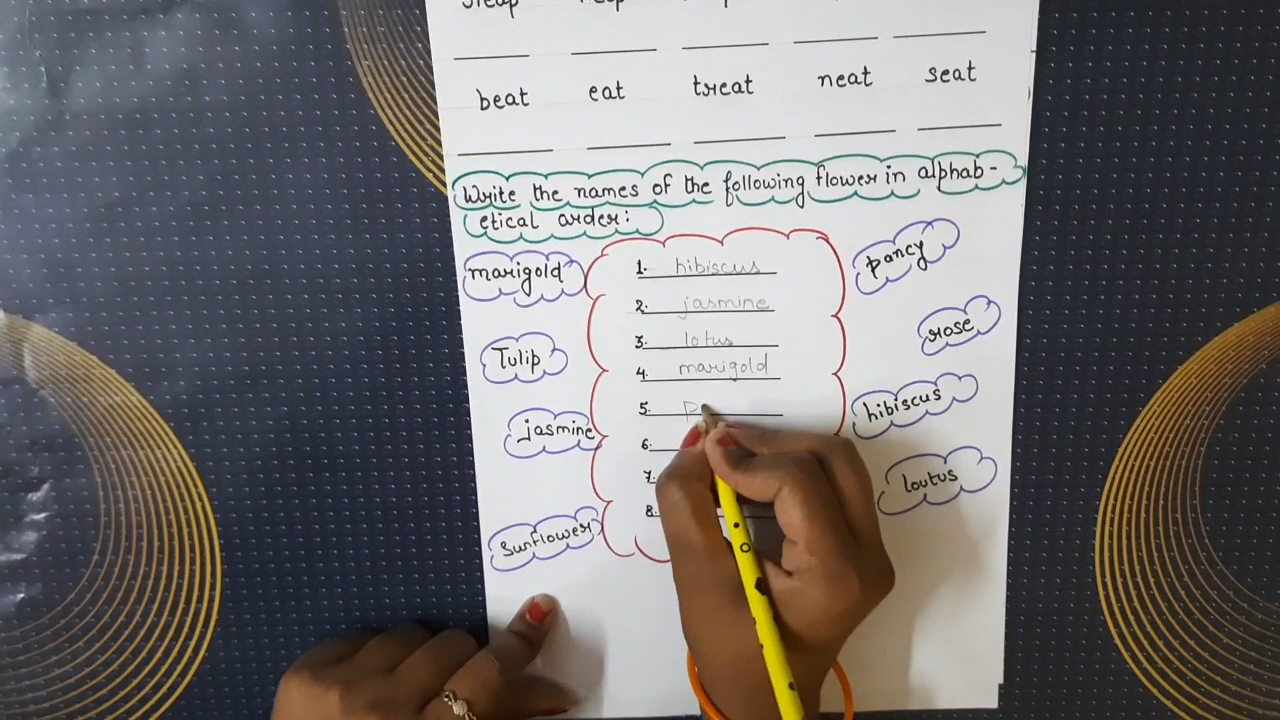 beat eat treat neat seat
Write the names of the following flower in alphab-
etical order:
marigold
Tulip
jasmine
Sunflower
1. hibiscus
2. jasmine
3. lotus
4. marigold
5. p
6.
7.
8.
pancy
rose
hibiscus
loutus